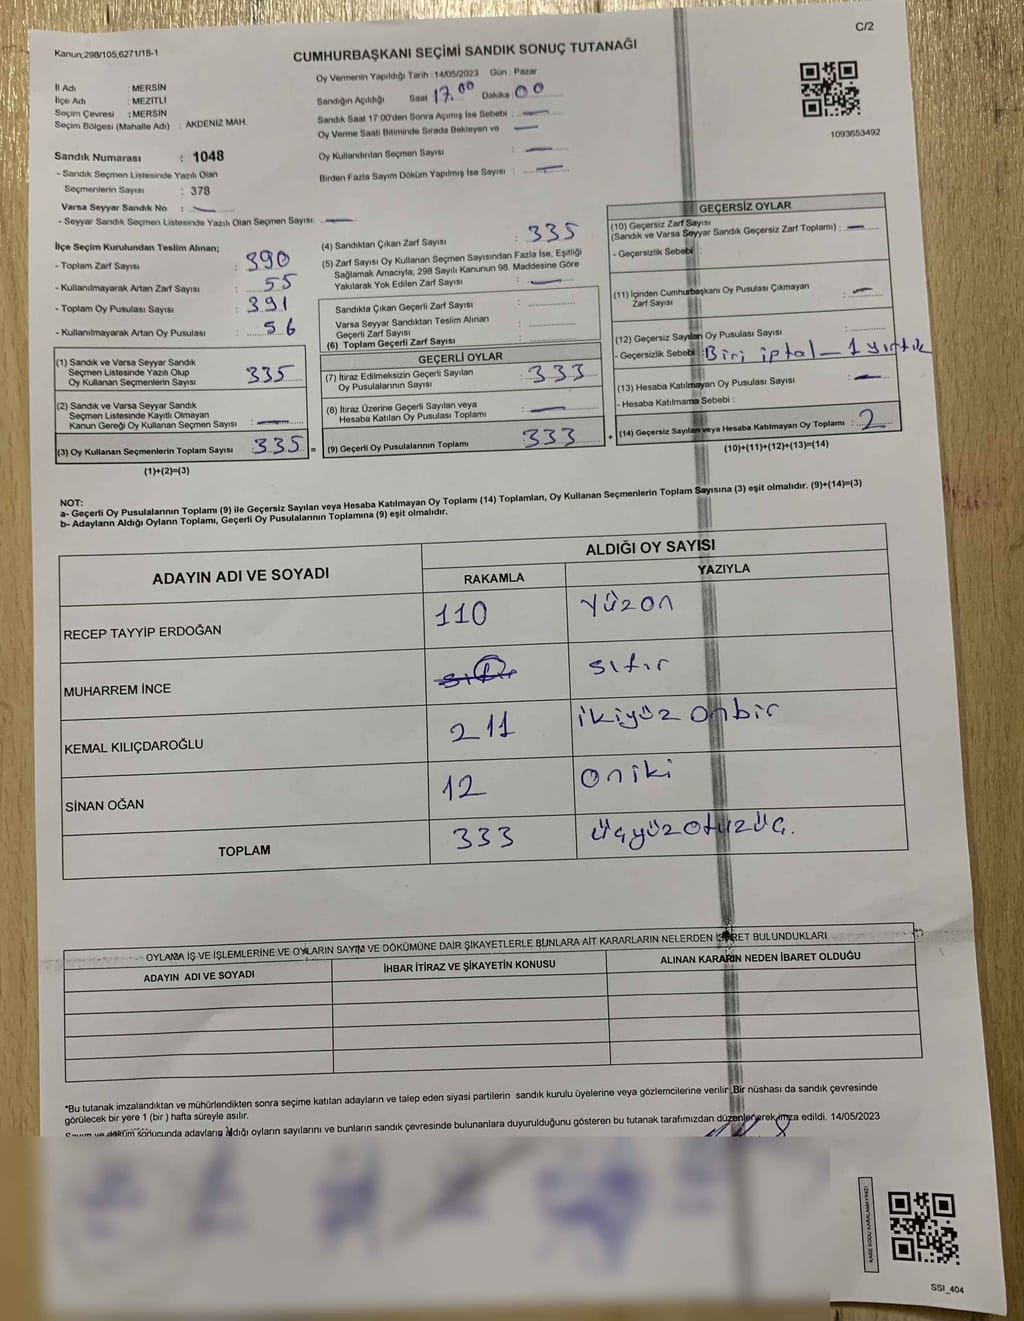 C/2
Kanun;298/105;6271/18-1
CUMHURBAŞKANI SEÇİMİ SANDIK SONUÇ TUTANAĞI
İl Adı : MERSİN
İlçe Adı : MEZİTLİ
Seçim Çevresi : MERSİN
Seçim Bölgesi (Mahalle Adı) : AKDENİZ MAH.
Oy Vermenin Yapıldığı Tarih : 14/05/2023 Gün : Pazar
Sandığın Açıldığı Saat 17.00 Dakika 00
Sandık Saat 17.00'den Sonra Açımış İse Sebebi : —
Oy Verme Saati Bitiminde Sırada Bekleyen ve —
Oy Kullandırılan Seçmen Sayısı : —
Birden Fazla Sayım Döküm Yapılmış İse Sayısı : —
1093653492
Sandık Numarası : 1048
- Sandık Seçmen Listesinde Yazılı Olan
Seçmenlerin Sayısı : 378
Varsa Seyyar Sandık No : —
- Seyyar Sandık Seçmen Listesinde Yazılı Olan Seçmen Sayısı: —
İlçe Seçim Kurulundan Teslim Alınan;
- Toplam Zarf Sayısı : 390
- Kullanılmayarak Artan Zarf Sayısı : 55
- Toplam Oy Pusulası Sayısı : 391
- Kullanılmayarak Artan Oy Pusulası : 56
(1) Sandık ve Varsa Seyyar Sandık
Seçmen Listesinde Yazılı Olup
Oy Kullanan Seçmenlerin Sayısı 335
(2) Sandık ve Varsa Seyyar Sandık
Seçmen Listesinde Kayıtlı Olmayan
Kanun Gereği Oy Kullanan Seçmen Sayısı : —
(3) Oy Kullanan Seçmenlerin Toplam Sayısı 335 =
(1)+(2)=(3)
(4) Sandıktan Çıkan Zarf Sayısı : 335
(5) Zarf Sayısı Oy Kullanan Seçmen Sayısından Fazla İse, Eşitliği
Sağlamak Amacıyla; 298 Sayılı Kanunun 98. Maddesine Göre
Yakılarak Yok Edilen Zarf Sayısı : —
Sandıkta Çıkan Geçerli Zarf Sayısı :
Varsa Seyyar Sandıktan Teslim Alınan
Geçerli Zarf Sayısı :
(6) Toplam Geçerli Zarf Sayısı :
GEÇERLİ OYLAR
(7) İtiraz Edilmeksizin Geçerli Sayılan
Oy Pusulalarının Sayısı : 333
(8) İtiraz Üzerine Geçerli Sayılan veya
Hesaba Katılan Oy Pusulası Toplamı : —
(9) Geçerli Oy Pusulalarının Toplamı : 333 +
GEÇERSİZ OYLAR
(10) Geçersiz Zarf Sayısı
(Sandık ve Varsa Seyyar Sandık Geçersiz Zarf Toplamı) : —
- Geçersizlik Sebebi :
(11) İçinden Cumhurbaşkanı Oy Pusulası Çıkmayan
Zarf Sayısı : —
(12) Geçersiz Sayılan Oy Pusulası Sayısı :
- Geçersizlik Sebebi : Biri iptal – 1 yırtık
(13) Hesaba Katılmayan Oy Pusulası Sayısı : —
- Hesaba Katılmama Sebebi :
(14) Geçersiz Sayılan veya Hesaba Katılmayan Oy Toplamı : 2
(10)+(11)+(12)+(13)=(14)
NOT:
a- Geçerli Oy Pusulalarının Toplamı (9) ile Geçersiz Sayılan veya Hesaba Katılmayan Oy Toplamı (14) Toplamları, Oy Kullanan Seçmenlerin Toplam Sayısına (3) eşit olmalıdır. (9)+(14)=(3)
b- Adayların Aldığı Oyların Toplamı, Geçerli Oy Pusulalarının Toplamına (9) eşit olmalıdır.
ADAYIN ADI VE SOYADI
ALDIĞI OY SAYISI
RAKAMLA YAZIYLA
RECEP TAYYİP ERDOĞAN 110 yüzon
MUHARREM İNCE sıfır
KEMAL KILIÇDAROĞLU 211 ikiyüz onbir
SİNAN OĞAN 12 oniki
TOPLAM 333 üçyüzotuzüç.
OYLAMA İŞ VE İŞLEMLERİNE VE OYLARIN SAYIM VE DÖKÜMÜNE DAİR ŞİKAYETLERLE BUNLARA AİT KARARLARIN NELERDEN İBARET BULUNDUKLARI
ADAYIN ADI VE SOYADI İHBAR İTİRAZ VE ŞİKAYETİN KONUSU ALINAN KARARIN NEDEN İBARET OLDUĞU
*Bu tutanak imzalandıktan ve mühürlendikten sonra seçime katılan adayların ve talep eden siyasi partilerin sandık kurulu üyelerine veya gözlemcilerine verilir .Bir nüshası da sandık çevresinde
görülecek bir yere 1 (bir ) hafta süreyle asılır.
Sayım ve döküm sonucunda adayların aldığı oyların sayılarını ve bunların sandık çevresinde bulunanlara duyurulduğunu gösteren bu tutanak tarafımızdan düzenlenerek imza edildi. 14/05/2023
KARE KODU KARALAMAYINIZ!
SSI_404